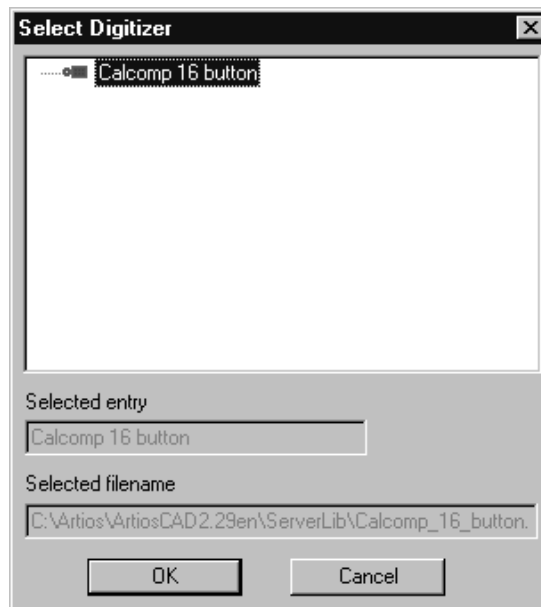 Select Digitizer
Calcomp 16 button
Selected entry
Calcomp 16 button
Selected filename
C:\Artios\ArtiosCAD2.29en\ServerLib\Calcomp_16_button.
OK
Cancel